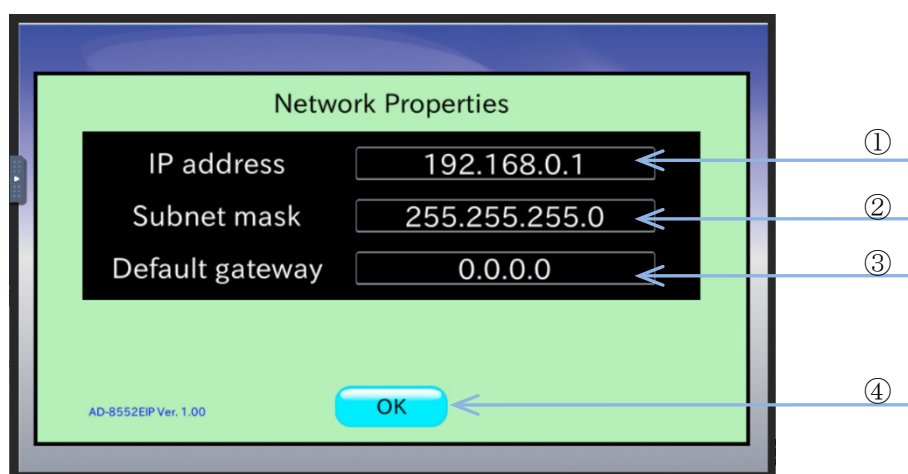 Network Properties
IP address 192.168.0.1 ①
Subnet mask 255.255.255.0 ②
Default gateway 0.0.0.0 ③
AD-8552EIP Ver. 1.00 OK ④